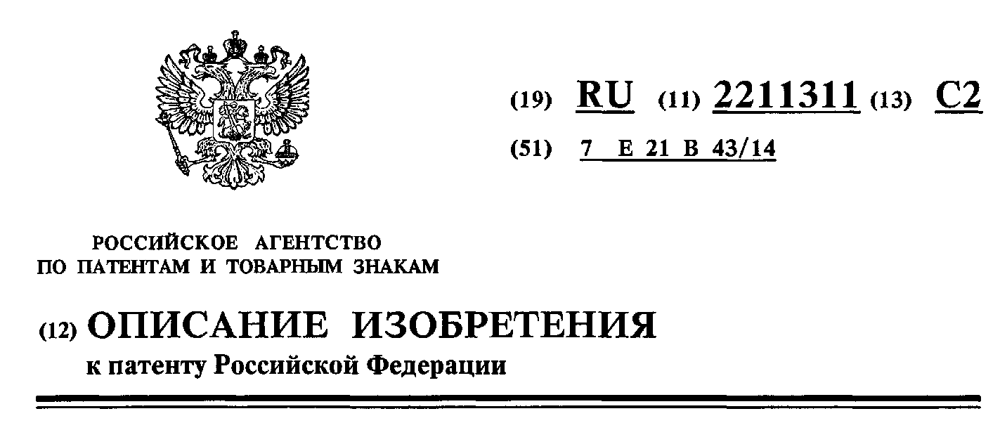 (19) RU (11) 2211311 (13) C2
(51) 7 E 21 B 43/14
РОССИЙСКОЕ АГЕНТСТВО
ПО ПАТЕНТАМ И ТОВАРНЫМ ЗНАКАМ
(12) ОПИСАНИЕ ИЗОБРЕТЕНИЯ
к патенту Российской Федерации